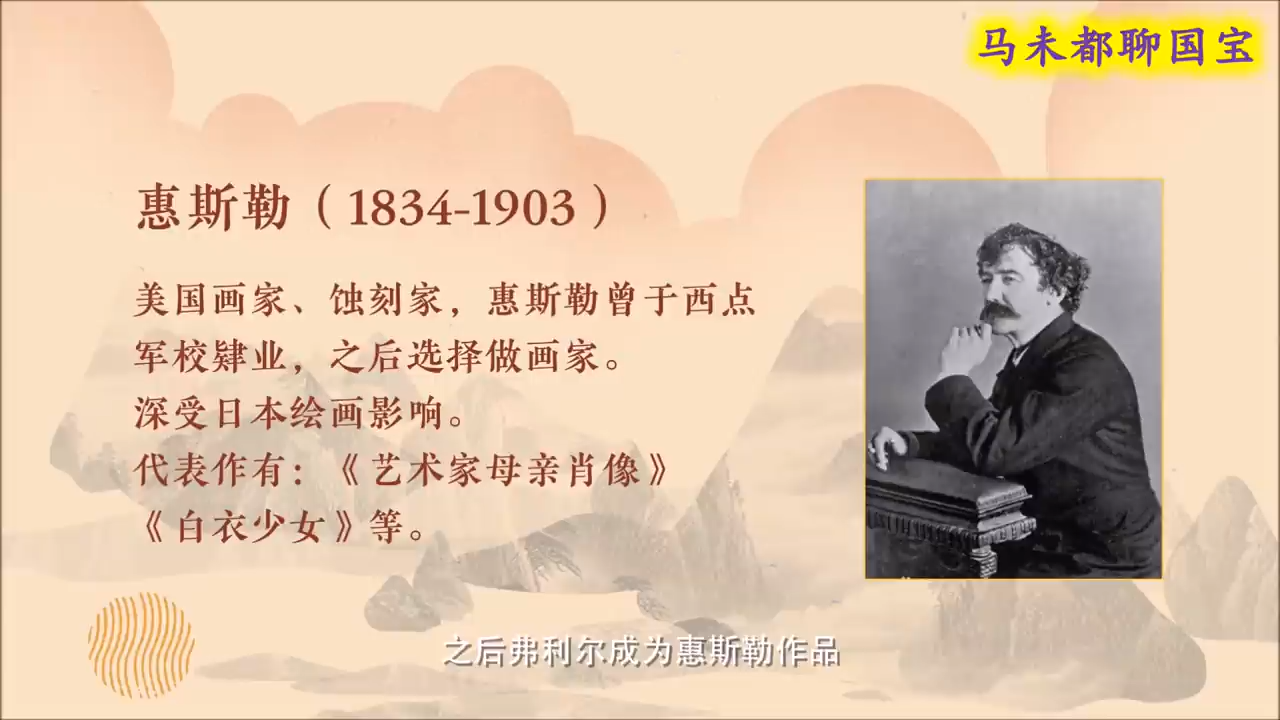 马未都聊国宝
惠斯勒（1834-1903）
美国画家、蚀刻家，惠斯勒曾于西点
军校肄业，之后选择做画家。
深受日本绘画影响。
代表作有：《艺术家母亲肖像》
《白衣少女》等。
之后弗利尔成为惠斯勒作品